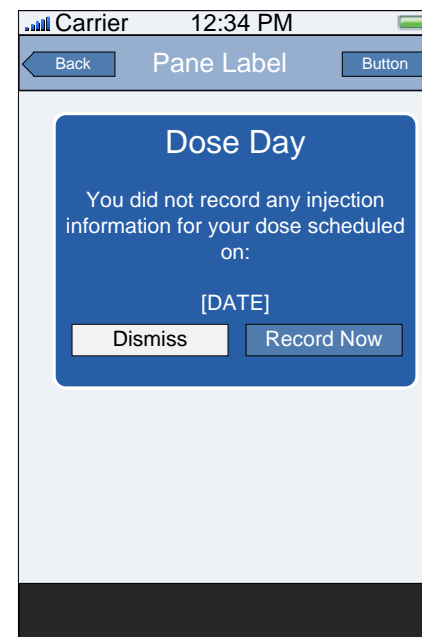 Carrier 12:34 PM
Back Pane Label Button
Dose Day
You did not record any injection
information for your dose scheduled
on:
[DATE]
Dismiss Record Now